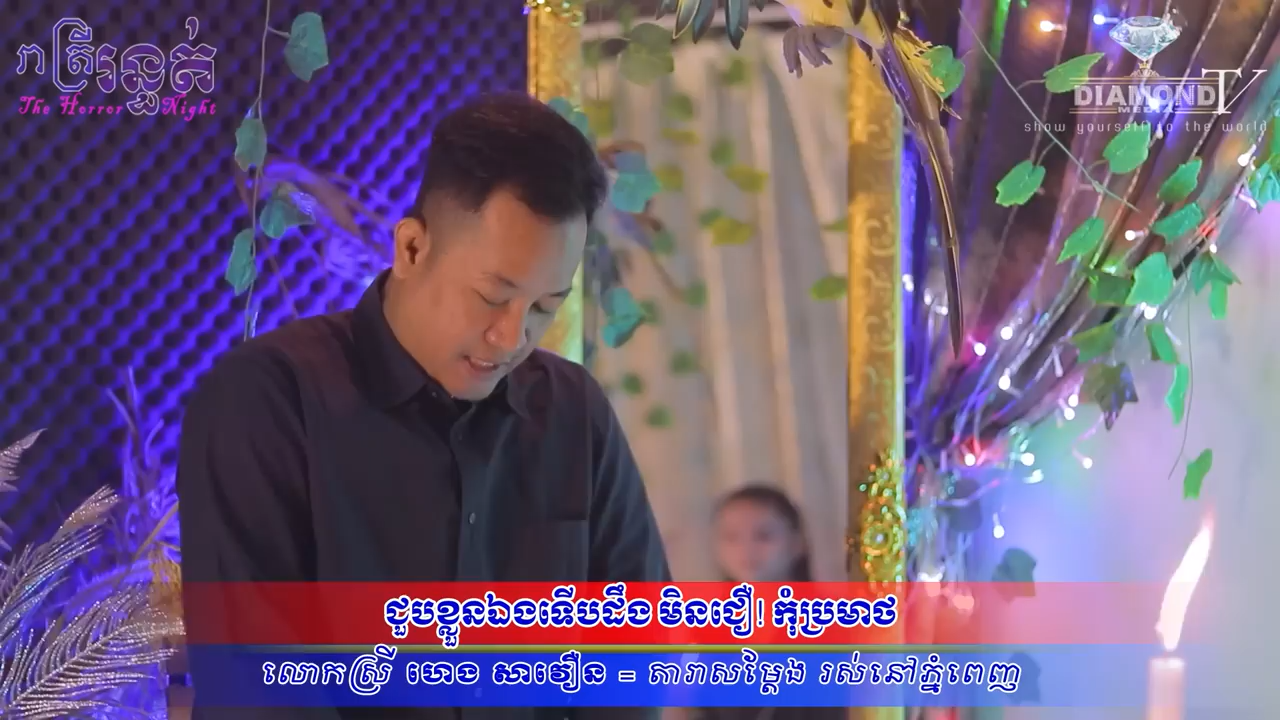 រាត្រីរន្ធត់
The Horror Night
DIAMOND TV
MEDIA
show yourself to the world
ជួបខ្លួនឯងទើបដឹង មិនជឿ! កុំប្រមាថ
លោកស្រី ហេង សាវឿន = តារាសម្តែង រស់នៅភ្នំពេញ